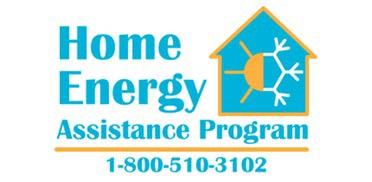 Home
Energy
Assistance Program
1-800-510-3102